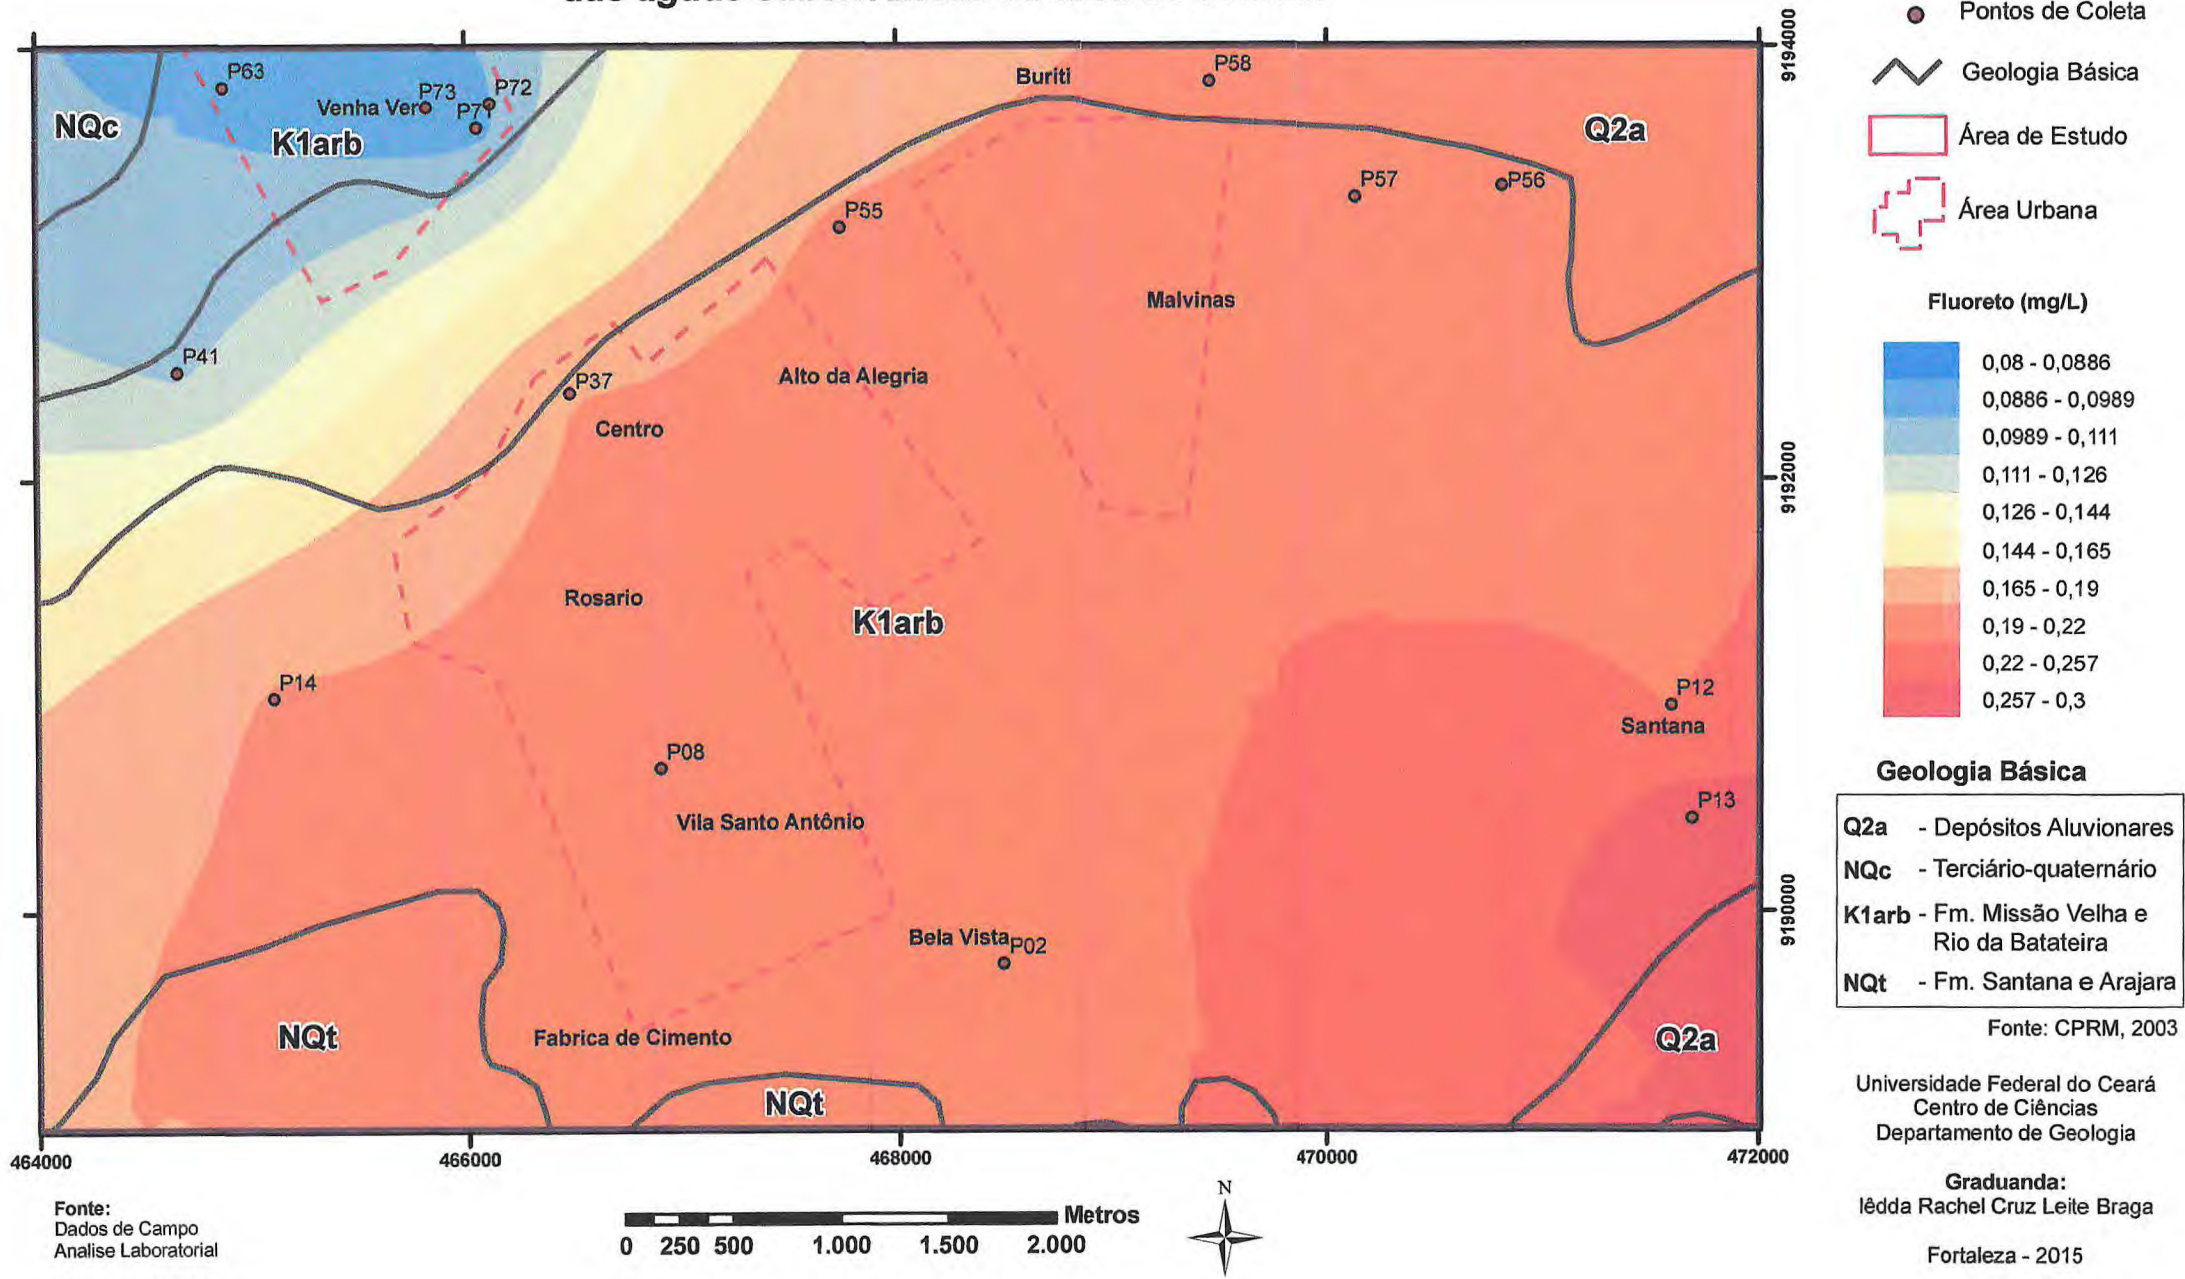 Pontos de Coleta
Geologia Básica
Área de Estudo
Área Urbana
Fluoreto (mg/L)
0,08 - 0,0886
0,0886 - 0,0989
0,0989 - 0,111
0,111 - 0,126
0,126 - 0,144
0,144 - 0,165
0,165 - 0,19
0,19 - 0,22
0,22 - 0,257
0,257 - 0,3
Geologia Básica
Q2a - Depósitos Aluvionares
NQc - Terciário-quaternário
K1arb - Fm. Missão Velha e
Rio da Batateira
NQt - Fm. Santana e Arajara
Fonte: CPRM, 2003
Universidade Federal do Ceará
Centro de Ciências
Departamento de Geologia
Graduanda:
Iêdda Rachel Cruz Leite Braga
Fortaleza - 2015
P63
P73
P72
Venha Ver
P71
NQc
K1arb
Buriti
P58
Q2a
P57
P56
P55
Malvinas
P41
P37
Alto da Alegria
Centro
Rosario
K1arb
P14
P12
Santana
P08
P13
Vila Santo Antônio
Bela Vista
P02
NQt
Fabrica de Cimento
Q2a
NQt
9194000
9192000
9190000
464000
466000
468000
470000
472000
Fonte:
Dados de Campo
Analise Laboratorial
Metros
0 250 500 1.000 1.500 2.000
N